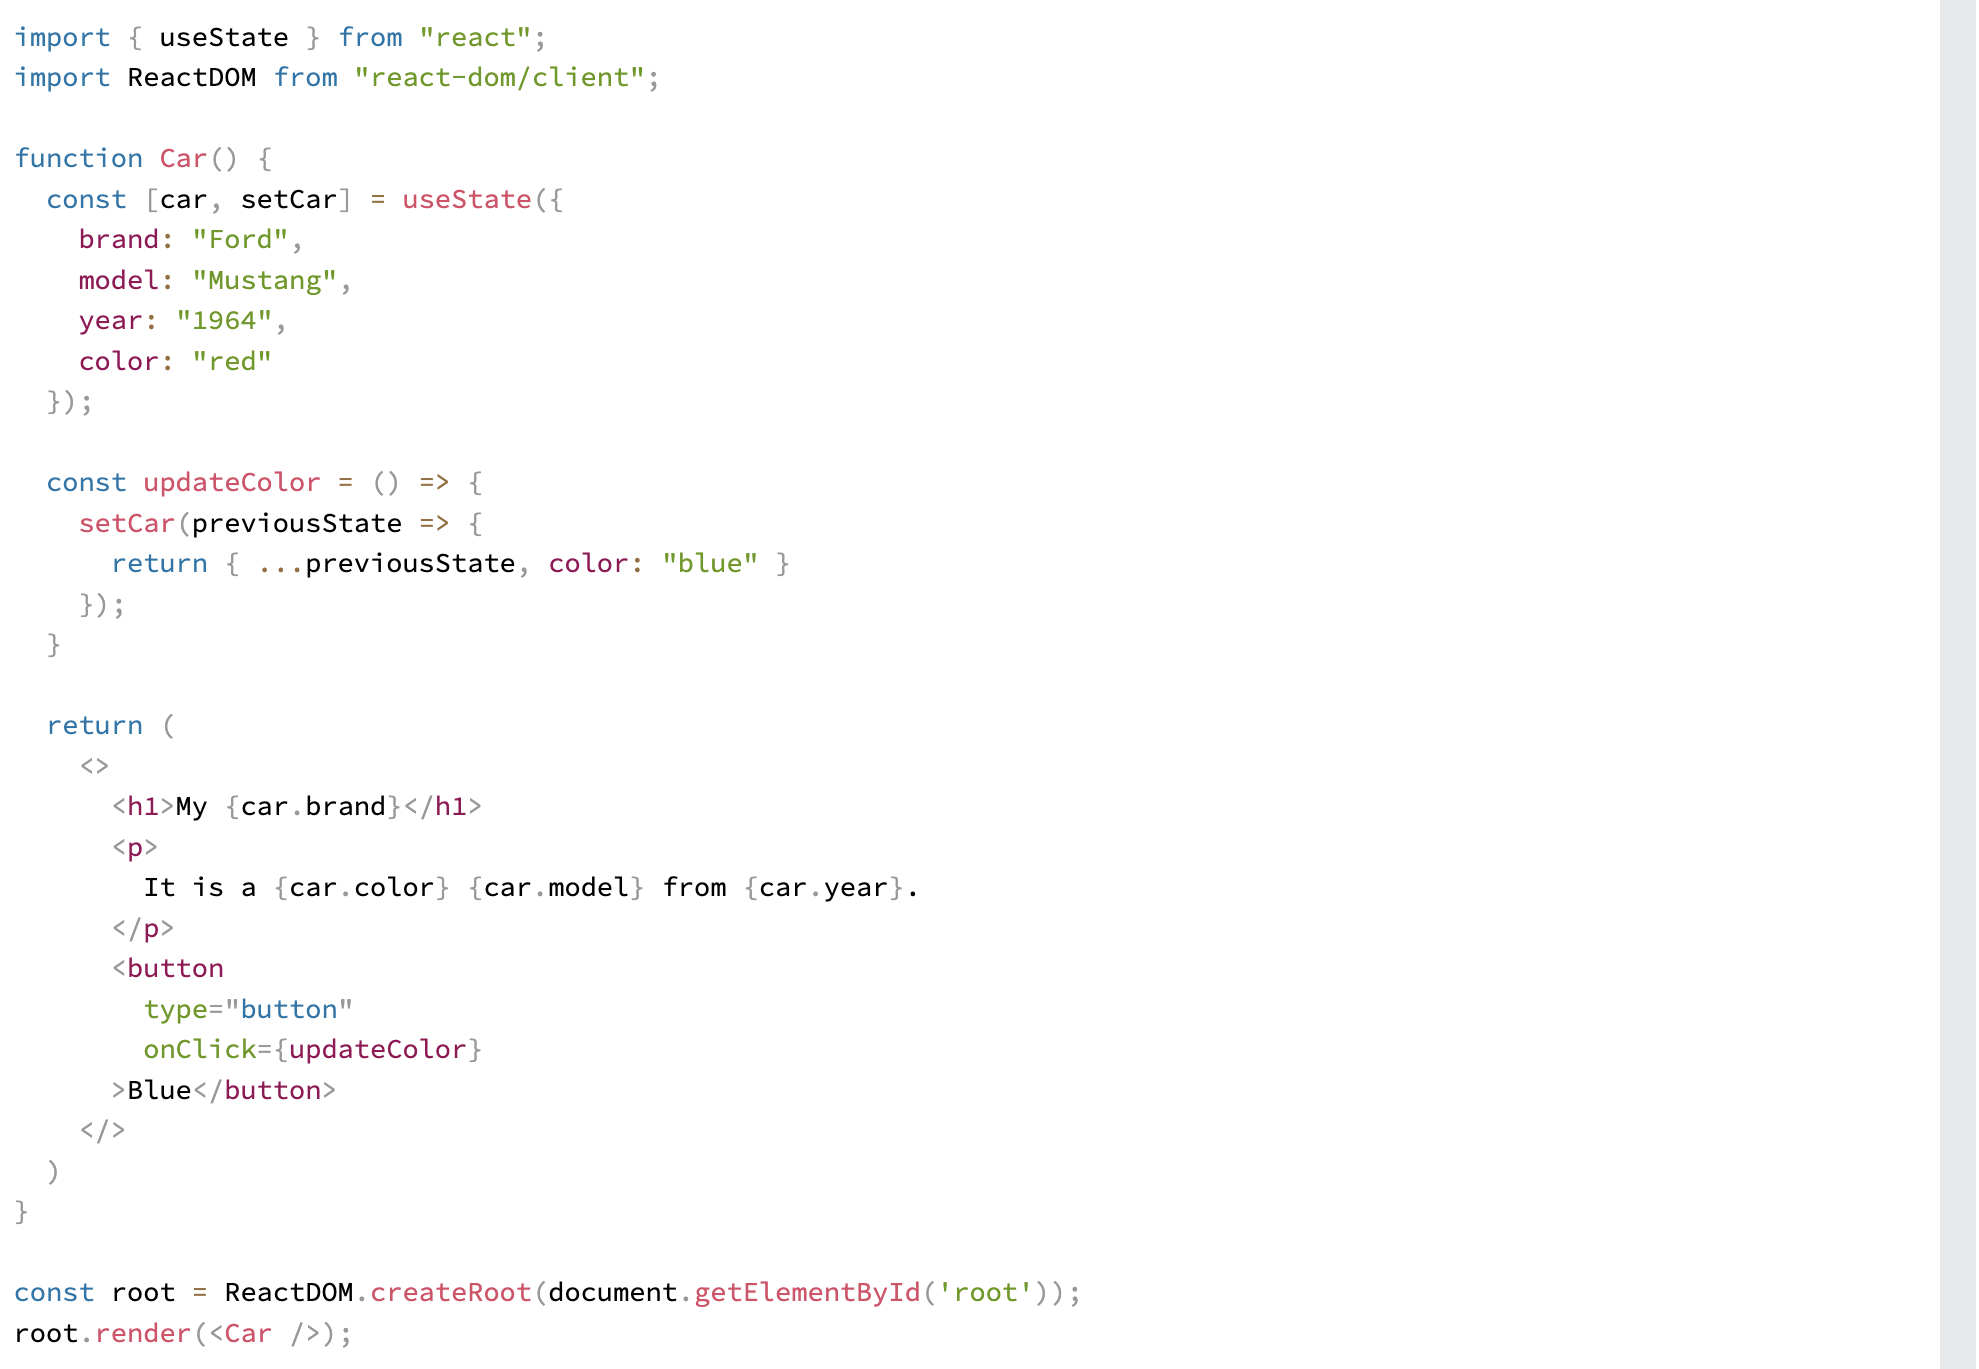 import { useState } from "react";
import ReactDOM from "react-dom/client";

function Car() {
  const [car, setCar] = useState({
    brand: "Ford",
    model: "Mustang",
    year: "1964",
    color: "red"
  });

  const updateColor = () => {
    setCar(previousState => {
      return { ...previousState, color: "blue" }
    });
  }

  return (
    <>
      <h1>My {car.brand}</h1>
      <p>
        It is a {car.color} {car.model} from {car.year}.
      </p>
      <button
        type="button"
        onClick={updateColor}
      >Blue</button>
    </>
  )
}

const root = ReactDOM.createRoot(document.getElementById('root'));
root.render(<Car />);